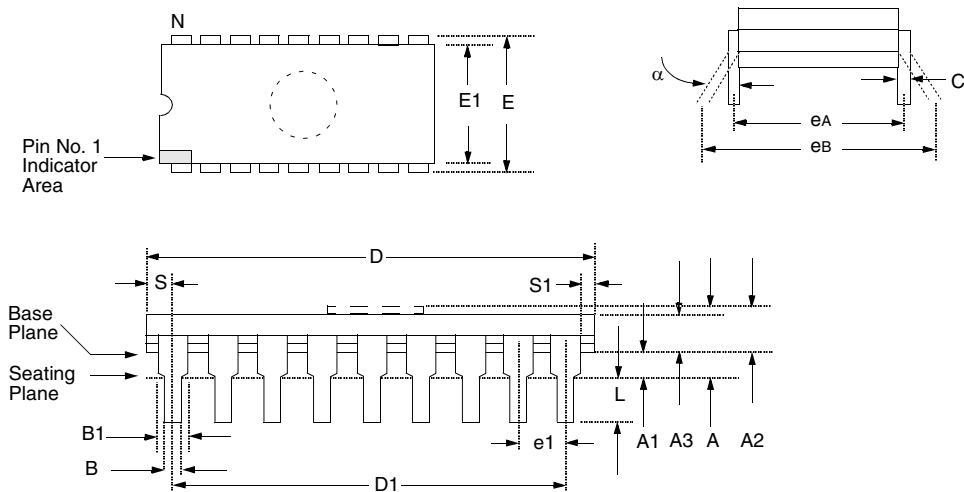 N
E1
E
Pin No. 1
Indicator
Area
α
C
eA
eB
D
S
S1
Base
Plane
Seating
Plane
L
B1
e1
A1
A3
A
A2
B
D1